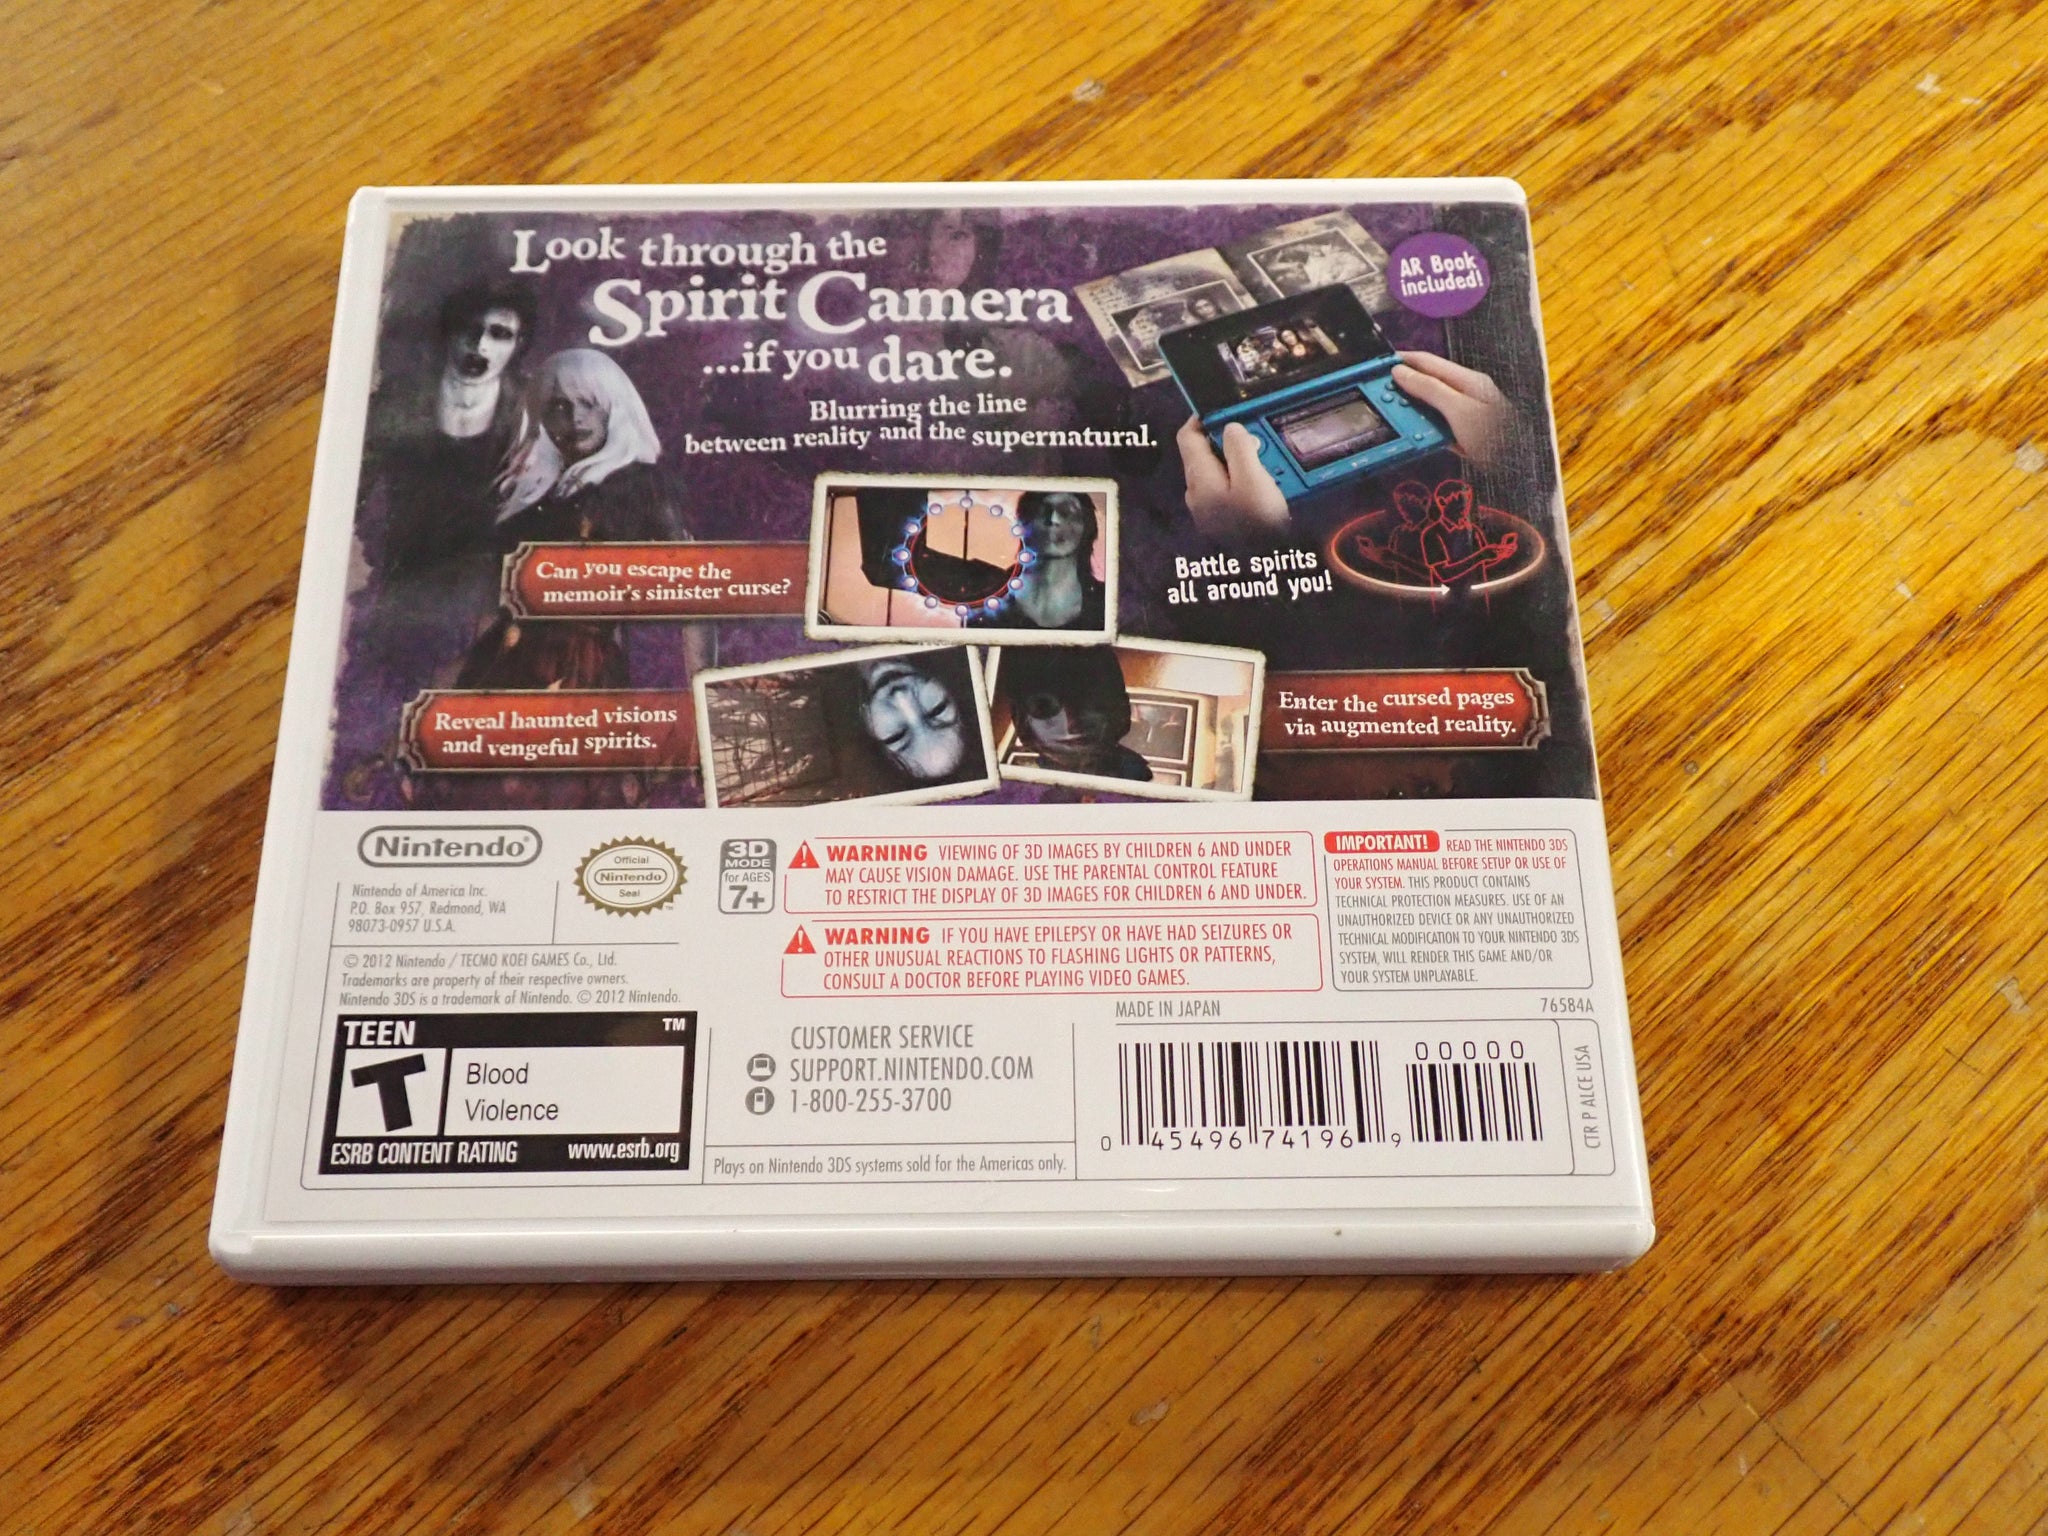 Look through the
Spirit Camera
...if you dare.
Blurring the line
between reality and the supernatural.
AR Book
included!
Can you escape the
memoir's sinister curse?
Battle spirits
all around you!
Reveal haunted visions
and vengeful spirits.
Enter the cursed pages
via augmented reality.
Nintendo®
Nintendo of America Inc.
P.O. Box 957, Redmond, WA
98073-0957 U.S.A.
Official
Nintendo
Seal
TM
3D
MODE
for AGES
7+
WARNING VIEWING OF 3D IMAGES BY CHILDREN 6 AND UNDER
MAY CAUSE VISION DAMAGE. USE THE PARENTAL CONTROL FEATURE
TO RESTRICT THE DISPLAY OF 3D IMAGES FOR CHILDREN 6 AND UNDER.
WARNING IF YOU HAVE EPILEPSY OR HAVE HAD SEIZURES OR
OTHER UNUSUAL REACTIONS TO FLASHING LIGHTS OR PATTERNS,
CONSULT A DOCTOR BEFORE PLAYING VIDEO GAMES.
IMPORTANT! READ THE NINTENDO 3DS
OPERATIONS MANUAL BEFORE SETUP OR USE OF
YOUR SYSTEM. THIS PRODUCT CONTAINS
TECHNICAL PROTECTION MEASURES. USE OF AN
UNAUTHORIZED DEVICE OR ANY UNAUTHORIZED
TECHNICAL MODIFICATION TO YOUR NINTENDO 3DS
SYSTEM, WILL RENDER THIS GAME AND/OR
YOUR SYSTEM UNPLAYABLE.
© 2012 Nintendo / TECMO KOEI GAMES Co., Ltd.
Trademarks are property of their respective owners.
Nintendo 3DS is a trademark of Nintendo. © 2012 Nintendo.
TEEN TM
T
Blood
Violence
ESRB CONTENT RATING www.esrb.org
CUSTOMER SERVICE
SUPPORT.NINTENDO.COM
1-800-255-3700
Plays on Nintendo 3DS systems sold for the Americas only.
MADE IN JAPAN
76584A
00000
0 45496 74196 9
CTR P ALCE USA